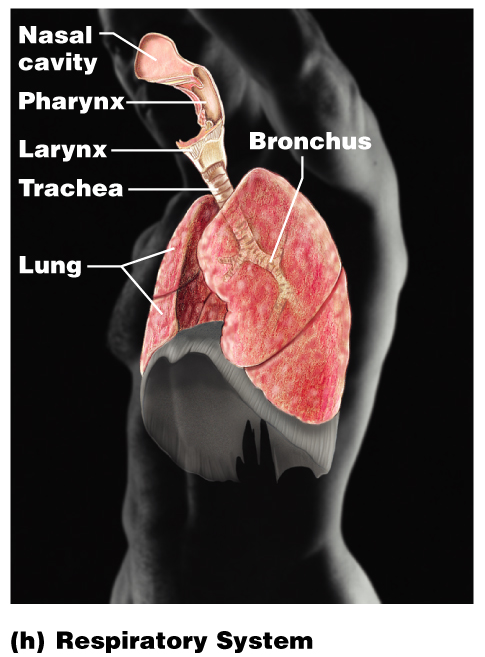 Nasal
cavity
Pharynx
Bronchus
Larynx
Trachea
Lung
(h) Respiratory System